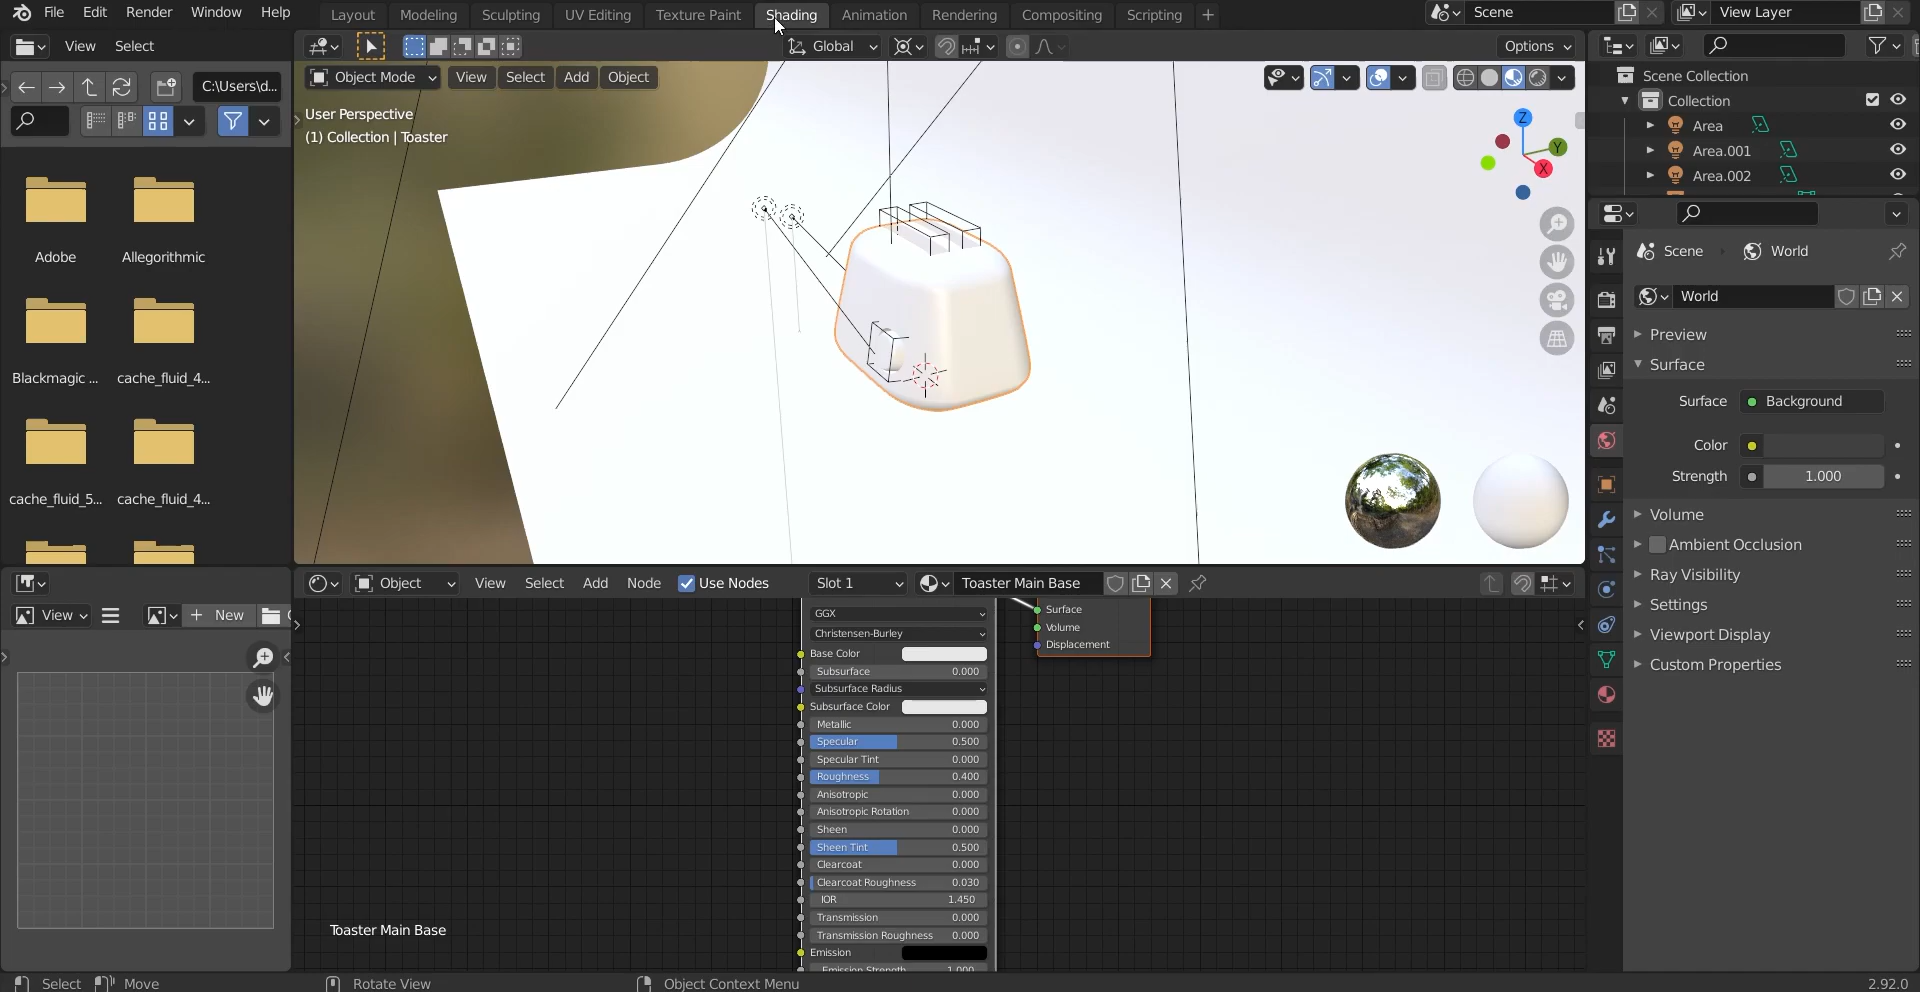 File Edit Render Window Help Layout Modeling Sculpting UV Editing Texture Paint Shading Animation Rendering Compositing Scripting + Scene View Layer
View Select
Global
Options
C:\Users\d...
Object Mode View Select Add Object
User Perspective
(1) Collection | Toaster
Z
Y
X
Adobe
Allegorithmic
Blackmagic ...
cache_fluid_4...
cache_fluid_5...
cache_fluid_4...
Scene Collection
Collection
Area
Area.001
Area.002
Scene World
World
Preview
Surface
Surface Background
Color
Strength 1.000
Volume
Ambient Occlusion
Ray Visibility
Settings
Viewport Display
Custom Properties
View + New
Object View Select Add Node Use Nodes Slot 1 Toaster Main Base
Surface
Volume
Displacement
GGX
Christensen-Burley
Base Color
Subsurface 0.000
Subsurface Radius
Subsurface Color
Metallic 0.000
Specular 0.500
Specular Tint 0.000
Roughness 0.400
Anisotropic 0.000
Anisotropic Rotation 0.000
Sheen 0.000
Sheen Tint 0.500
Clearcoat 0.000
Clearcoat Roughness 0.030
IOR 1.450
Transmission 0.000
Transmission Roughness 0.000
Emission
Emission Strength 1.000
Toaster Main Base
Select Move Rotate View Object Context Menu 2.92.0